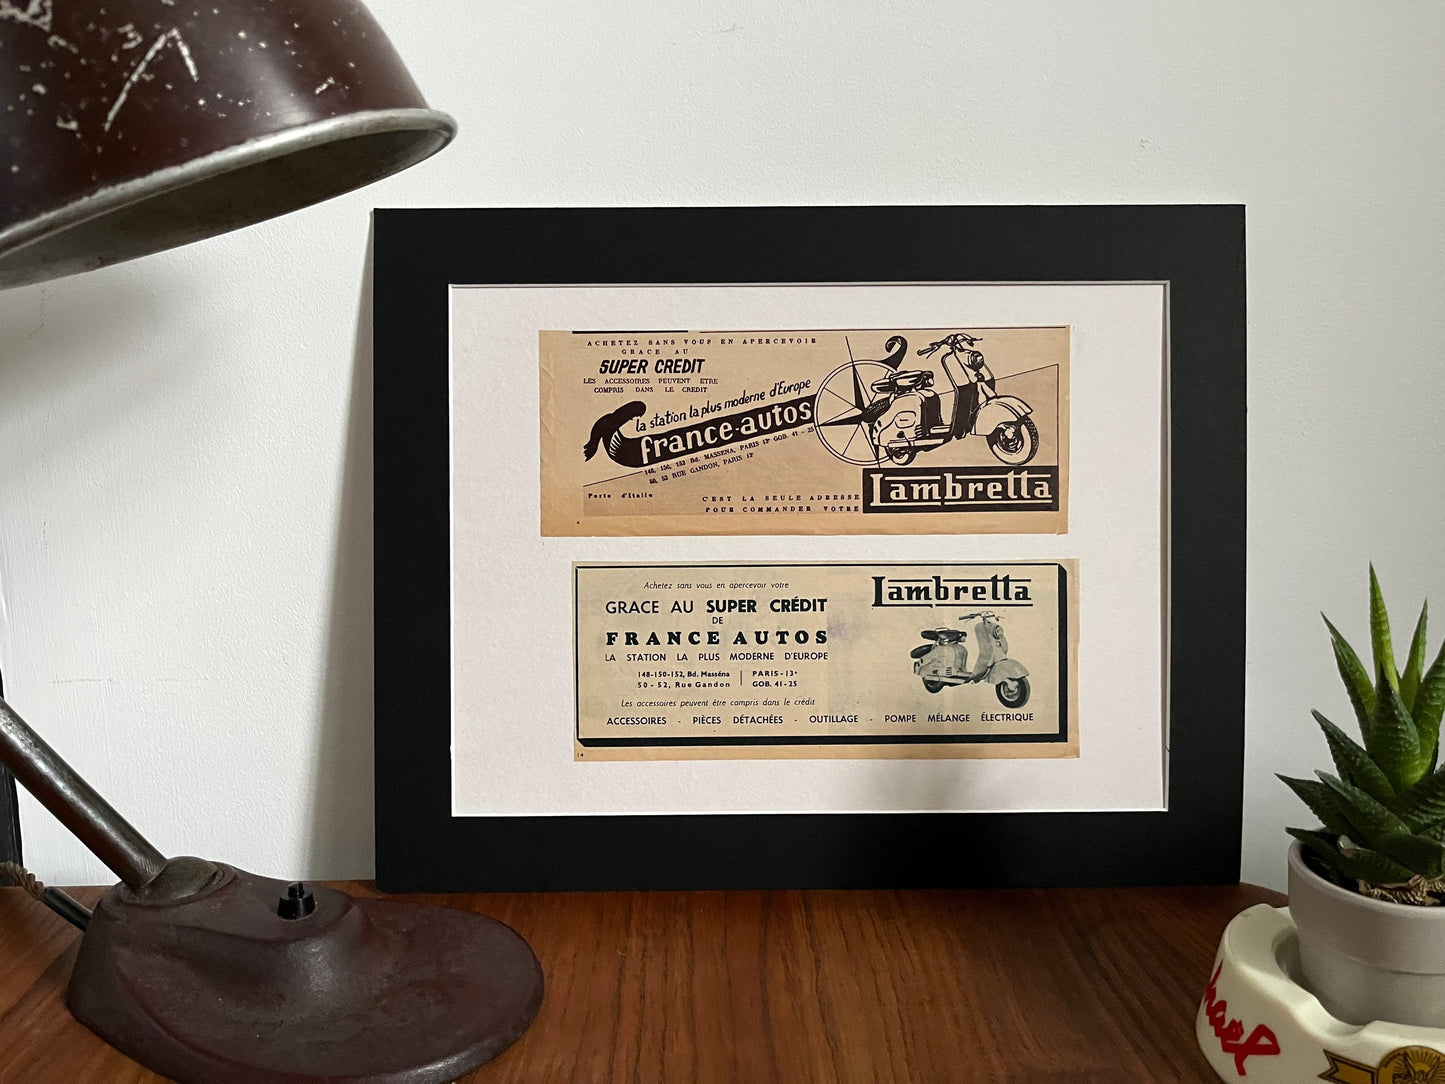 ACHETEZ SANS VOUS EN APERCEVOIR
GRACE AU
SUPER CREDIT
LES ACCESSOIRES PEUVENT ETRE
COMPRIS DANS LE CREDIT
la station la plus moderne d'Europe
france-autos
148, 150, 152 Bd. MASSENA, PARIS 13e GOB. 41-25
50, 52 RUE GANDON, PARIS 13e
Porte d'Italie
C'EST LA SEULE ADRESSE
POUR COMMANDER VOTRE
Lambretta
4
Achetez sans vous en apercevoir votre
Lambretta
GRACE AU SUPER CRÉDIT
DE
FRANCE AUTOS
LA STATION LA PLUS MODERNE D'EUROPE
148-150-152, Bd. Masséna PARIS-13e
50-52, Rue Gandon GOB. 41-25
Les accessoires peuvent être compris dans le crédit
ACCESSOIRES - PIÈCES DÉTACHÉES - OUTILLAGE - POMPE MÉLANGE ÉLECTRIQUE
14